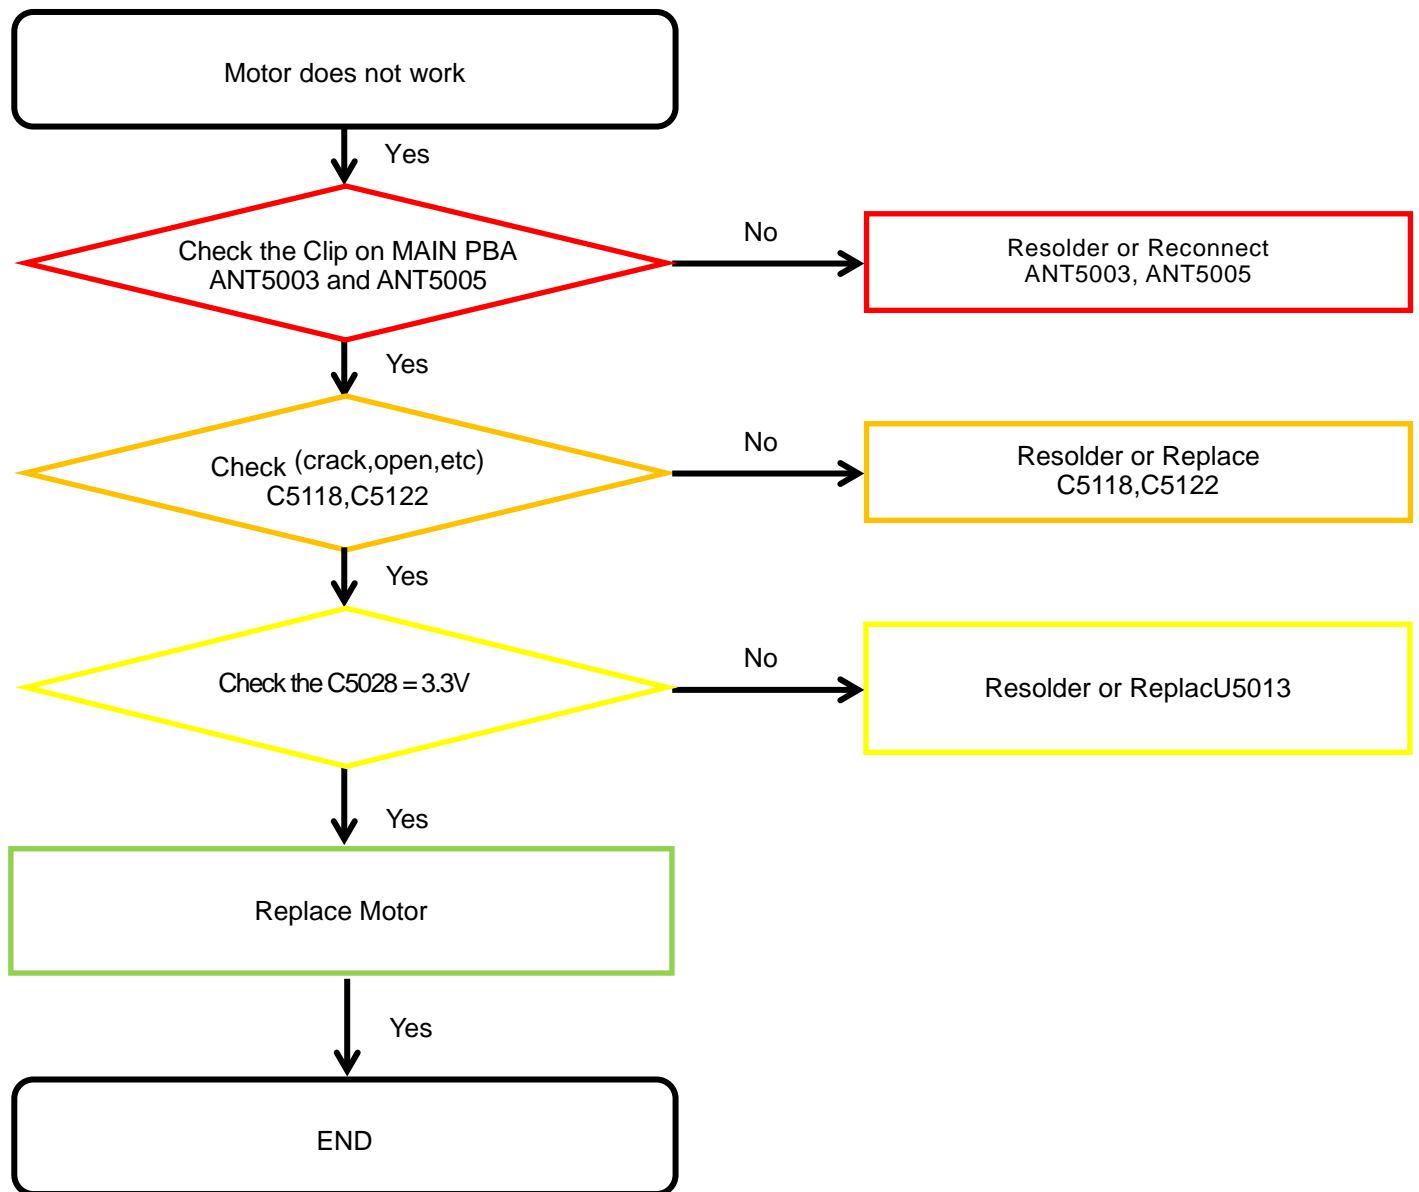 Motor does not work
Yes
Check the Clip on MAIN PBA
ANT5003 and ANT5005
No
Resolder or Reconnect
ANT5003, ANT5005
Yes
Check (crack,open,etc)
C5118,C5122
No
Resolder or Replace
C5118,C5122
Yes
Check the C5028 = 3.3V
No
Resolder or ReplacU5013
Yes
Replace Motor
Yes
END